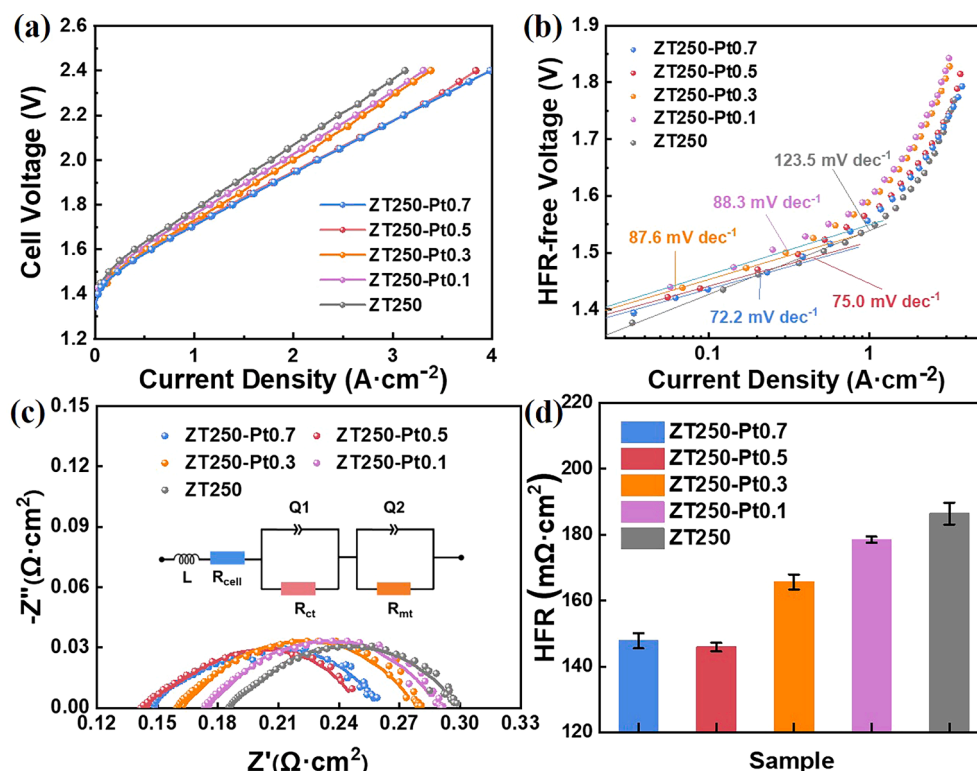 (a)
Cell Voltage (V)
2.6
2.4
2.2
2.0
1.8
1.6
1.4
1.2
ZT250-Pt0.7
ZT250-Pt0.5
ZT250-Pt0.3
ZT250-Pt0.1
ZT250
0 1 2 3 4
Current Density (A·cm⁻²)
(b)
HFR-free Voltage (V)
1.9
1.8
1.7
1.6
1.5
1.4
ZT250-Pt0.7
ZT250-Pt0.5
ZT250-Pt0.3
ZT250-Pt0.1
ZT250
123.5 mV dec⁻¹
88.3 mV dec⁻¹
87.6 mV dec⁻¹
75.0 mV dec⁻¹
72.2 mV dec⁻¹
0.1 1
Current Density (A·cm⁻²)
(c)
-Z''(Ω·cm²)
0.15
0.12
0.09
0.06
0.03
0.00
ZT250-Pt0.7 ZT250-Pt0.5
ZT250-Pt0.3 ZT250-Pt0.1
ZT250
Q1 Q2
L Rcell Rct Rmt
0.12 0.15 0.18 0.21 0.24 0.27 0.30 0.33
Z'(Ω·cm²)
(d)
HFR (mΩ·cm²)
220
200
180
160
140
120
ZT250-Pt0.7
ZT250-Pt0.5
ZT250-Pt0.3
ZT250-Pt0.1
ZT250
Sample